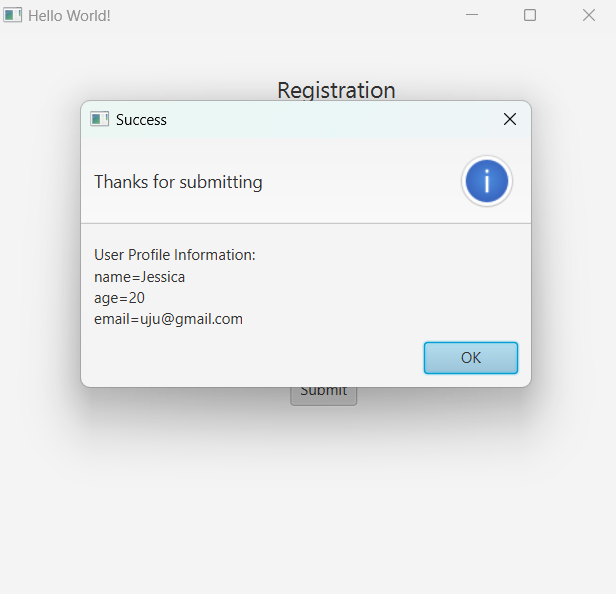 Hello World!
Registration
Success
Thanks for submitting
User Profile Information:
name=Jessica
age=20
email=uju@gmail.com
OK
Submit